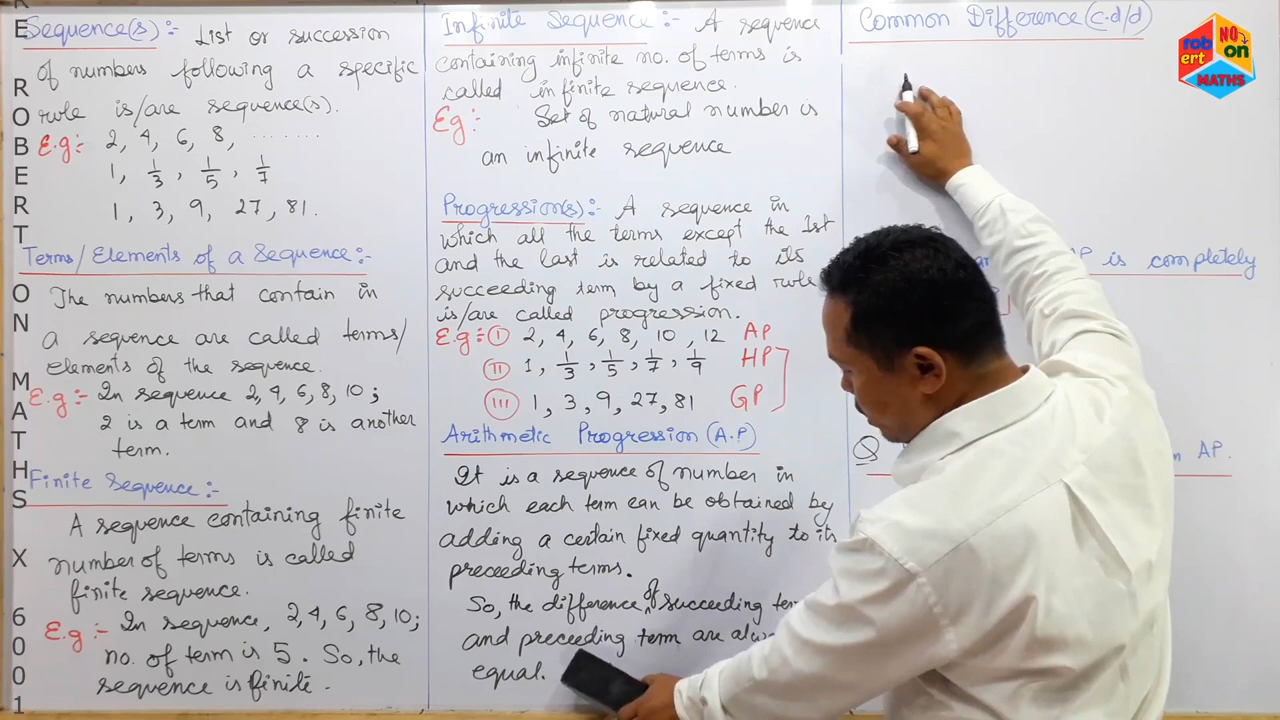 ROBERT ON MATHS X 6001
Sequence(s) :- List or succession
of numbers following a specific
rule is/are sequence(s).
E.g :- 2, 4, 6, 8, ........
1, 1/3, 1/5, 1/7
1, 3, 9, 27, 81.
Terms/Elements of a Sequence :-
The numbers that contain in
a sequence are called terms/
elements of the sequence.
E.g :- In sequence 2, 4, 6, 8, 10 ;
2 is a term and 8 is another
term.
Finite Sequence :-
A sequence containing finite
number of terms is called
finite sequence.
E.g :- In sequence, 2, 4, 6, 8, 10;
no. of term is 5. So, the
sequence is finite.
Infinite Sequence :- A sequence
containing infinite no. of terms is
called infinite sequence.
Eg :- Set of natural number is
an infinite sequence
Progression(s) :- A sequence in
which all the terms except the 1st
and the last is related to its
succeeding term by a fixed rule
is/are called progression.
E.g :- (I) 2, 4, 6, 8, 10, 12 AP
(II) 1, 1/3, 1/5, 1/7, 1/9 HP
(III) 1, 3, 9, 27, 81 GP
Arithmetic Progression (A.P)
It is a sequence of number in
which each term can be obtained by
adding a certain fixed quantity to its
preceding terms.
So, the difference of succeeding
and preceding term are
equal.
Common Difference (c.d/d)
AP is completely
Q AP.
robert NO on
MATHS